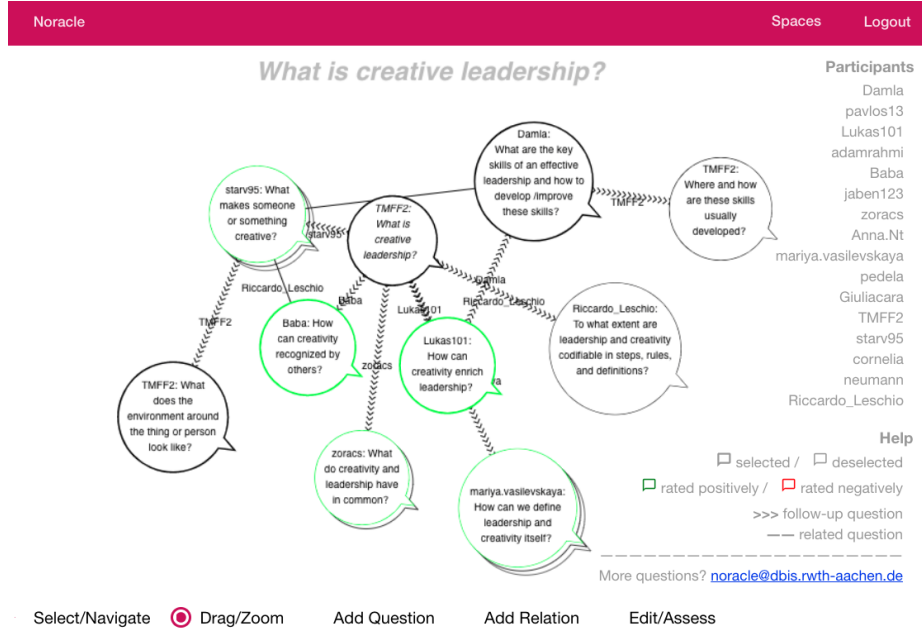 Noracle
Spaces
Logout
What is creative leadership?
Participants
Damla
pavlos13
Lukas101
adamrahmi
Baba
jaben123
zoracs
Anna.Nt
mariya.vasilevskaya
pedela
Giuliacara
TMFF2
starv95
cornelia
neumann
Riccardo_Leschio
Damla:
What are the key
skills of an effective
leadership and how to
develop /improve
these skills?
TMFF2
TMFF2:
Where and how
are these skills
usually
developed?
starv95: What
makes someone
or something
creative?
starv95
TMFF2:
What is
creative
leadership?
Damla
Riccardo_Leschio
Riccardo_Leschio
Baba
Lukas101
TMFF2
Baba: How
can creativity
recognized by
others?
zoracs
Lukas101:
How can
creativity enrich
leadership?
Riccardo_Leschio:
To what extent are
leadership and creativity
codifiable in steps, rules,
and definitions?
TMFF2: What
does the
environment around
the thing or person
look like?
zoracs: What
do creativity and
leadership have
in common?
mariya.vasilevskaya:
How can we define
leadership and
creativity itself?
Help
selected / deselected
rated positively / rated negatively
>>> follow-up question
—— related question
More questions? noracle@dbis.rwth-aachen.de
Select/Navigate
Drag/Zoom
Add Question
Add Relation
Edit/Assess